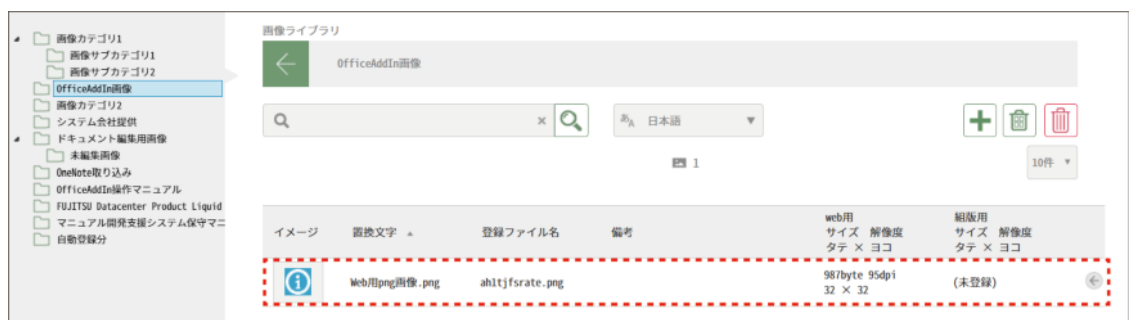 画像カテゴリ1
画像サブカテゴリ1
画像サブカテゴリ2
OfficeAddIn画像
画像カテゴリ2
システム会社提供
ドキュメント編集用画像
未編集画像
OneNote取り込み
OfficeAddIn操作マニュアル
FUJITSU Datacenter Product Liquid
マニュアル開発支援システム保守マニ
自動登録分
画像ライブラリ
OfficeAddIn画像
あA 日本語
1
10件
イメージ 置換文字 登録ファイル名 備考
web用
サイズ 解像度
タテ × ヨコ
組版用
サイズ 解像度
タテ × ヨコ
Web用png画像.png ahltjfsrate.png
987byte 95dpi
32 × 32
(未登録)